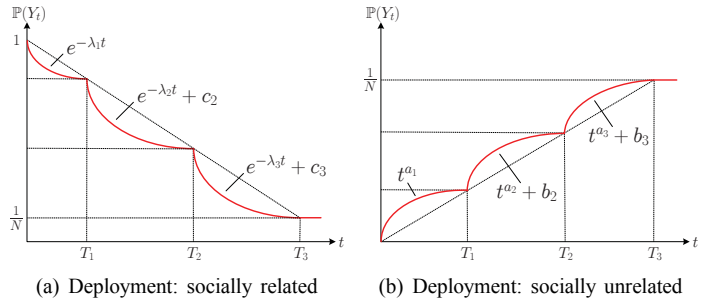 ℙ(Y_t)
1
e^{-λ_1 t}
e^{-λ_2 t} + c_2
e^{-λ_3 t} + c_3
1/N
T_1 T_2 T_3 t
(a) Deployment: socially related
ℙ(Y_t)
1/N
t^{a_3} + b_3
t^{a_1}
t^{a_2} + b_2
T_1 T_2 T_3 t
(b) Deployment: socially unrelated